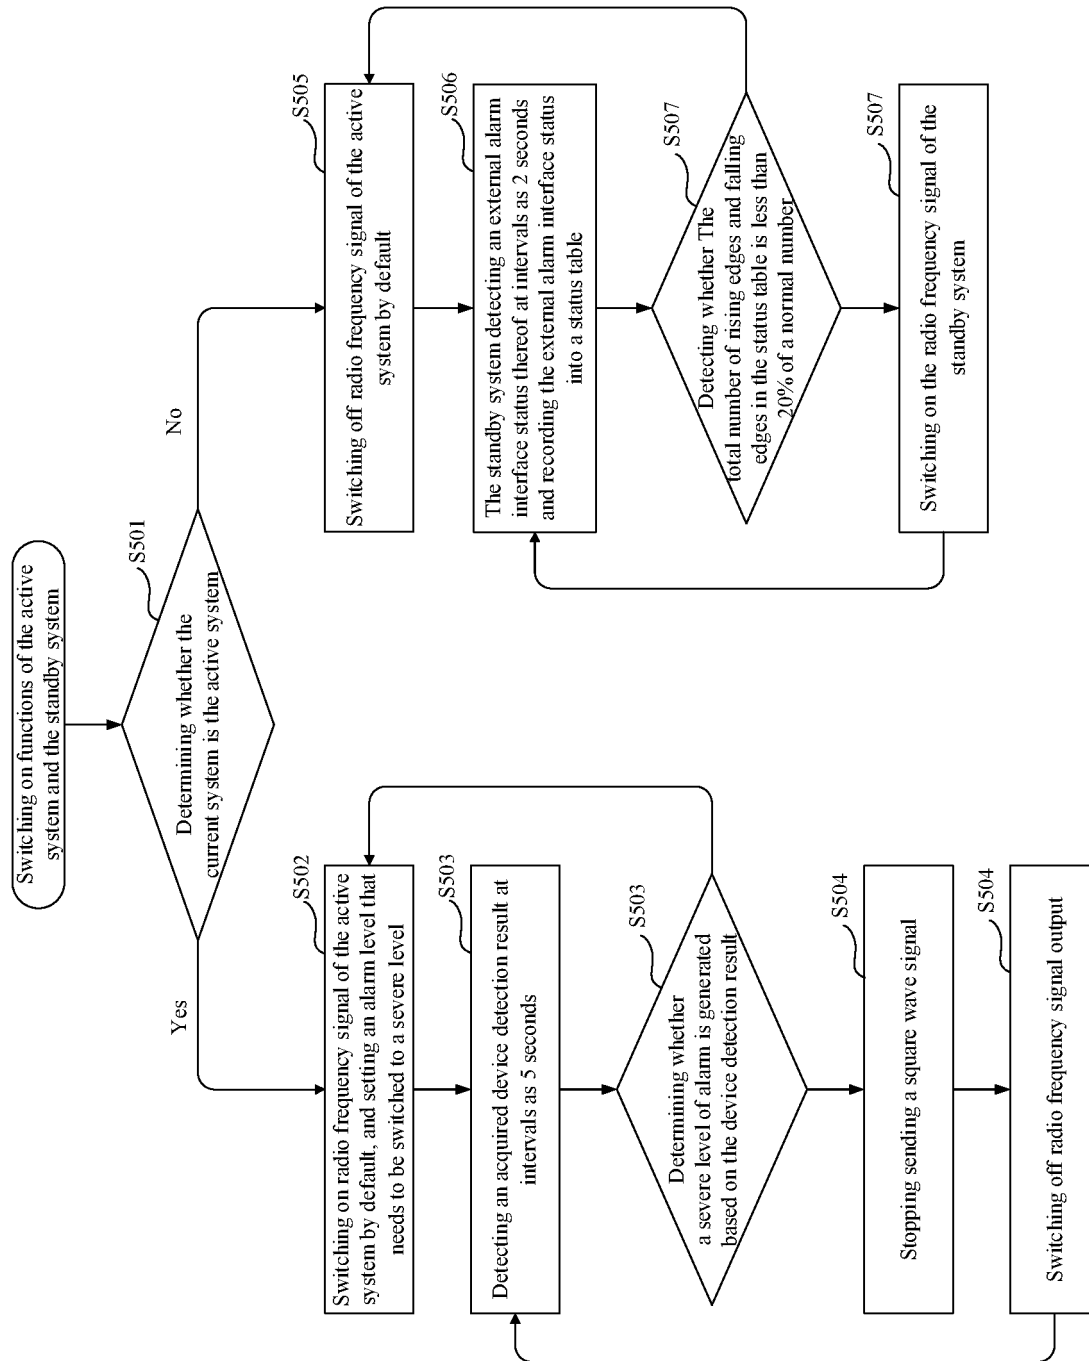 Switching on functions of the active
system and the standby system
S501
Determining whether the
current system is the active system
Yes
No
S502
Switching on radio frequency signal of the active
system by default, and setting an alarm level that
needs to be switched to a severe level
S503
Detecting an acquired device detection result at
intervals as 5 seconds
S503
Determining whether
a severe level of alarm is generated
based on the device detection result
S504
Stopping sending a square wave signal
S504
Switching off radio frequency signal output
S505
Switching off radio frequency signal of the active
system by default
S506
The standby system detecting an external alarm
interface status thereof at intervals as 2 seconds
and recording the external alarm interface status
into a status table
S507
Detecting whether The
total number of rising edges and falling
edges in the status table is less than
20% of a normal number
S507
Switching on the radio frequency signal of the
standby system